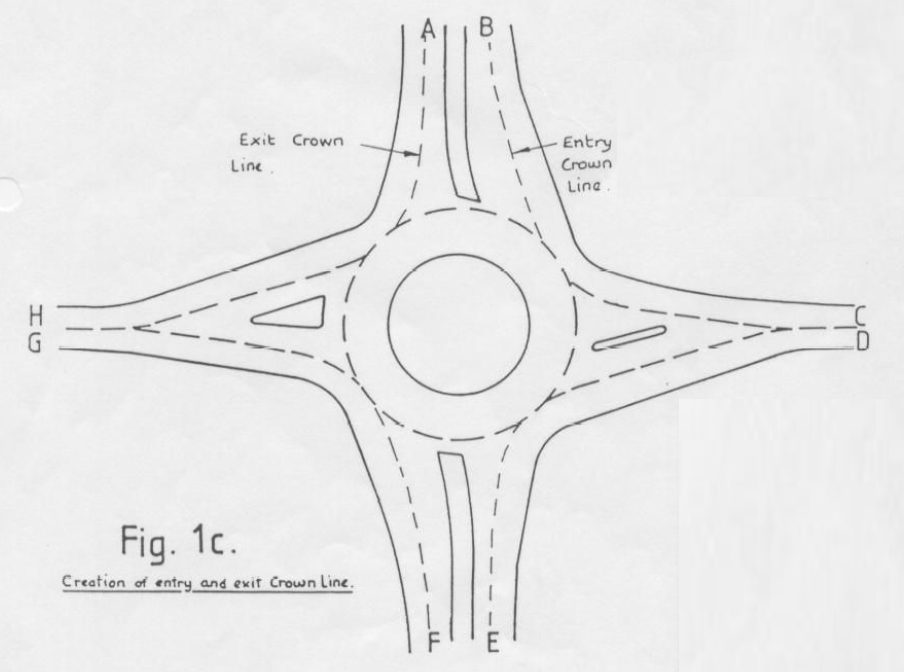 A B
Exit Crown
Line.
Entry
Crown
Line.
H
G
C
D
Fig. 1c.
Creation of entry and exit Crown Line.
F E